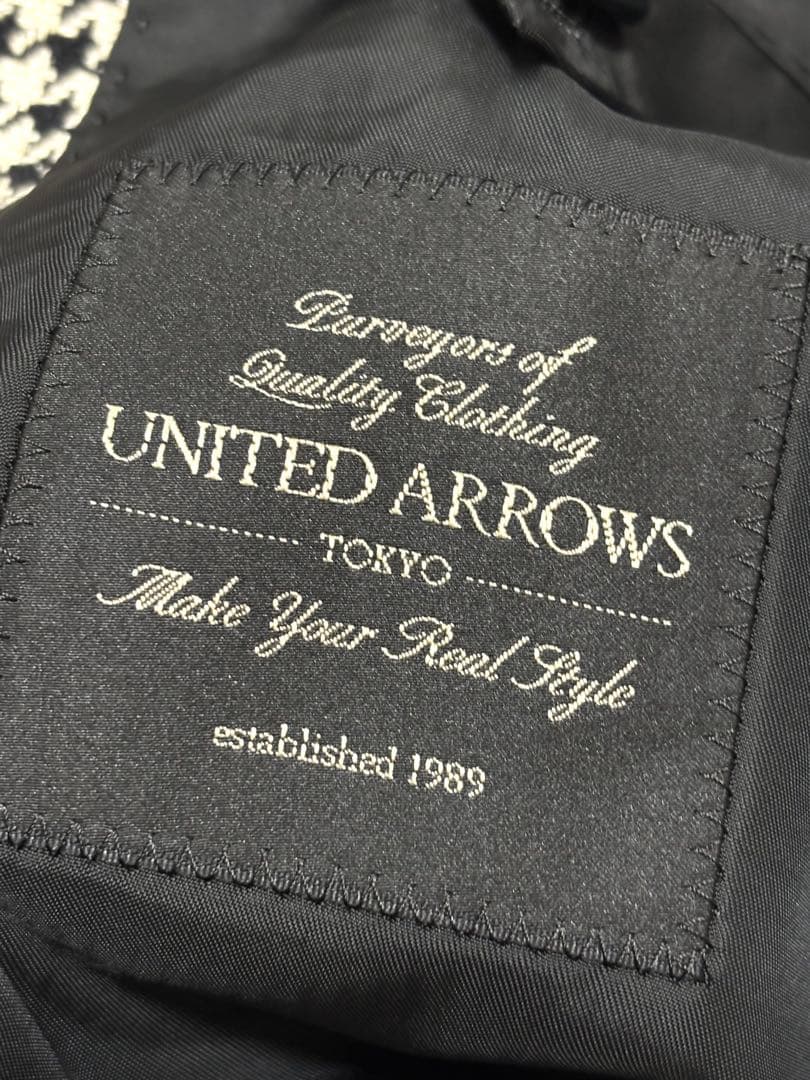 Purveyors of
Quality Clothing
UNITED ARROWS
TOKYO
Make Your Real Style
established 1989